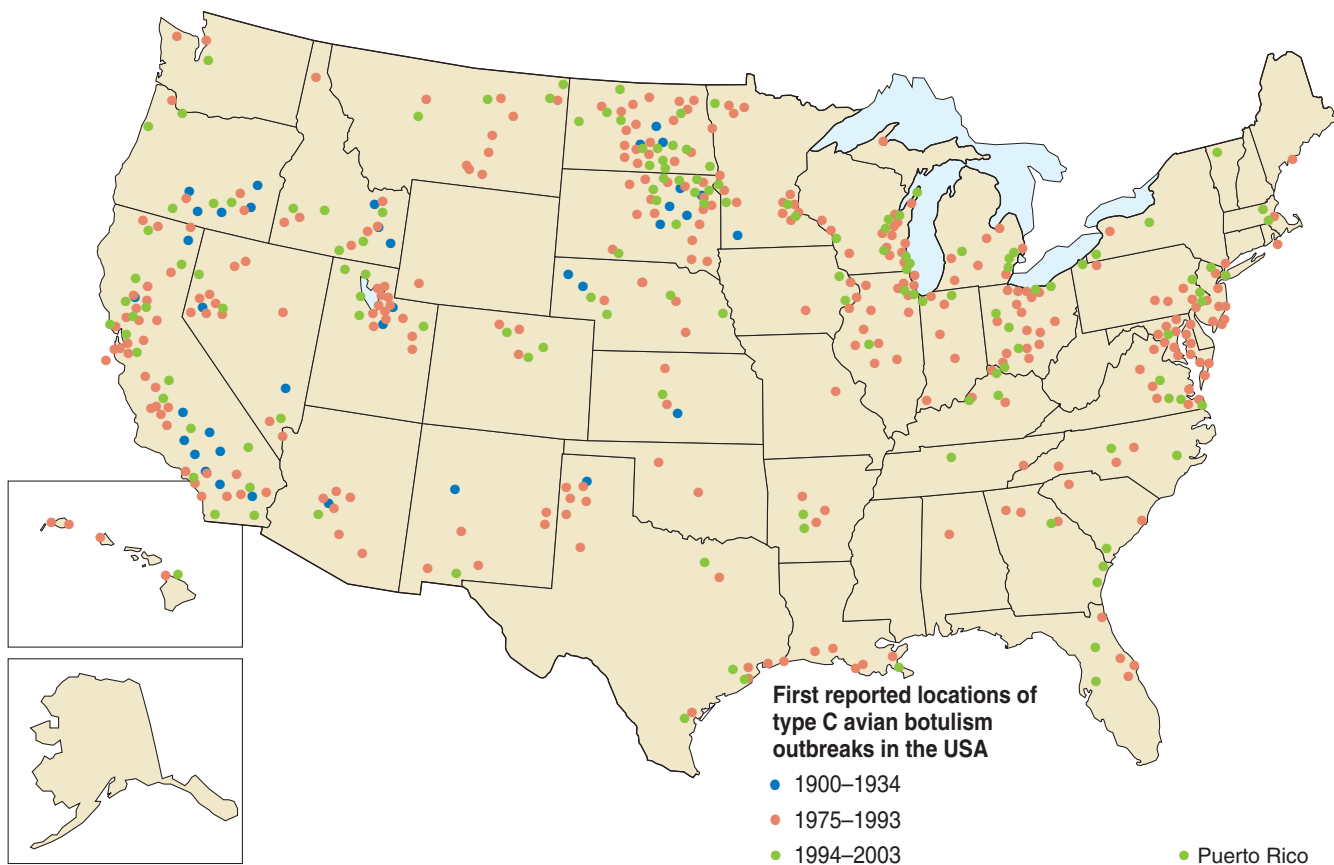 First reported locations of
type C avian botulism
outbreaks in the USA
1900–1934
1975–1993
1994–2003
Puerto Rico